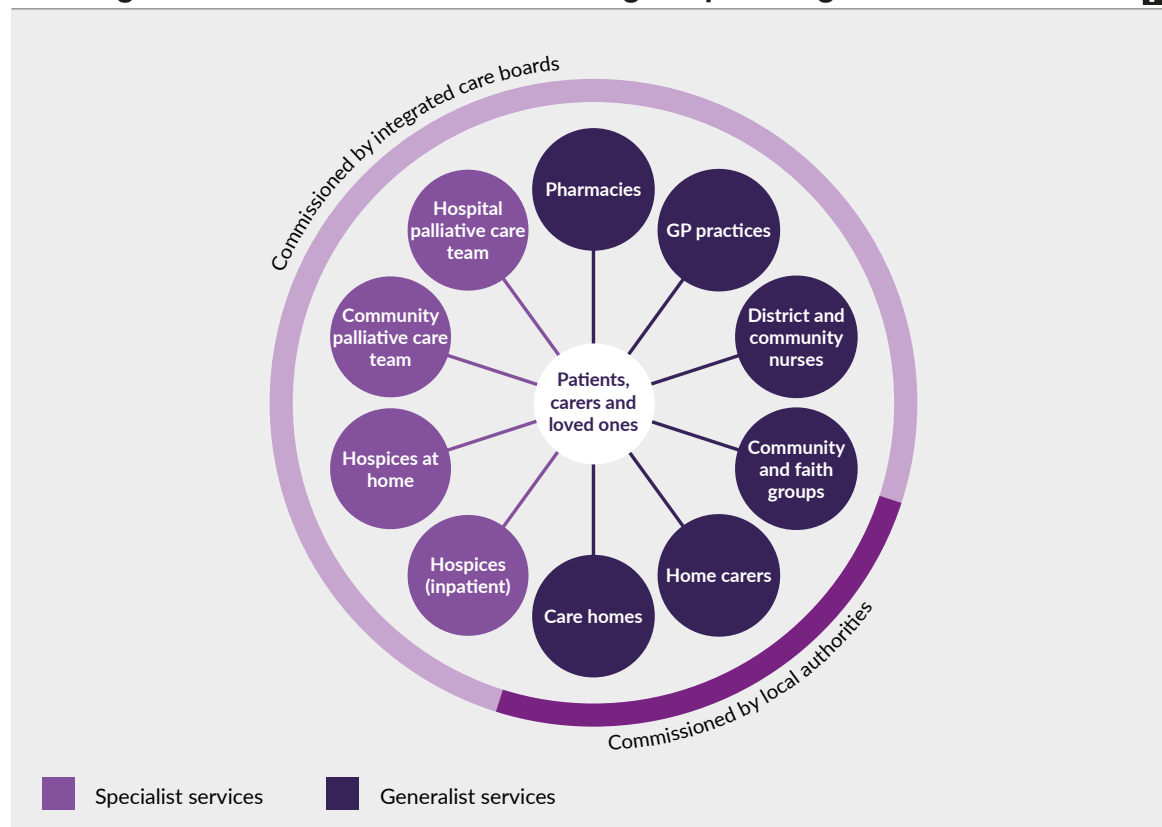 Commissioned by integrated care boards
Pharmacies
Hospital
palliative care
team
GP practices
Community
palliative care
team
District and
community
nurses
Patients,
carers and
loved ones
Hospices at
home
Community
and faith
groups
Hospices
(inpatient)
Home carers
Care homes
Commissioned by local authorities
Specialist services
Generalist services